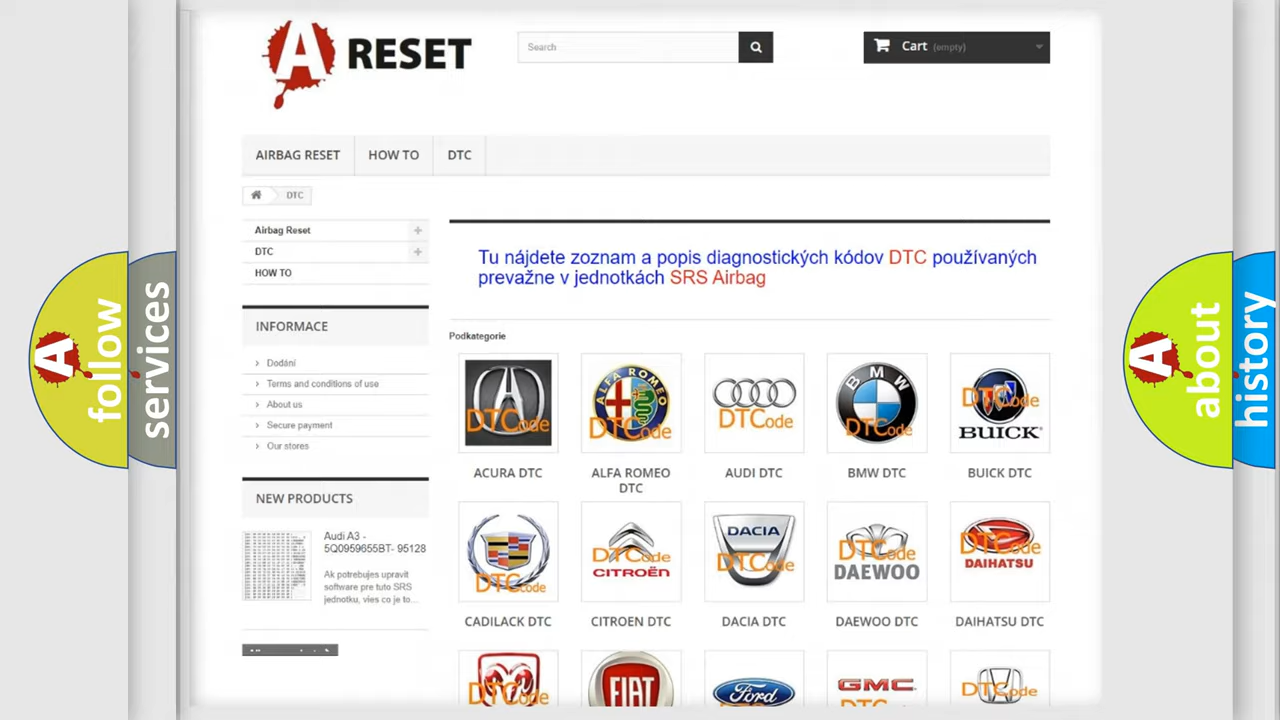 A RESET
Search
Cart (empty)
AIRBAG RESET
HOW TO
DTC
DTC
Airbag Reset
DTC
HOW TO
INFORMACE
Dodání
Terms and conditions of use
About us
Secure payment
Our stores
NEW PRODUCTS
Audi A3 -
5Q0959655BT- 95128
Ak potrebujes upravit
software pre tuto SRS
jednotku, vies co je to...
Tu nájdete zoznam a popis diagnostických kódov DTC používaných
prevažne v jednotkách SRS Airbag
Podkategorie
DTCode
ALFA ROMEO
DTCode
DTCode
BMW
DTCode
DTCode
BUICK
ACURA DTC
ALFA ROMEO
DTC
AUDI DTC
BMW DTC
BUICK DTC
DTCode
DTCode
CITROËN
DACIA
DTCode
DTCode
DAEWOO
DTCode
DAIHATSU
CADILACK DTC
CITROEN DTC
DACIA DTC
DAEWOO DTC
DAIHATSU DTC
DTCode
FIAT
Ford
GMC
DTCode
A follow
services
A about
history